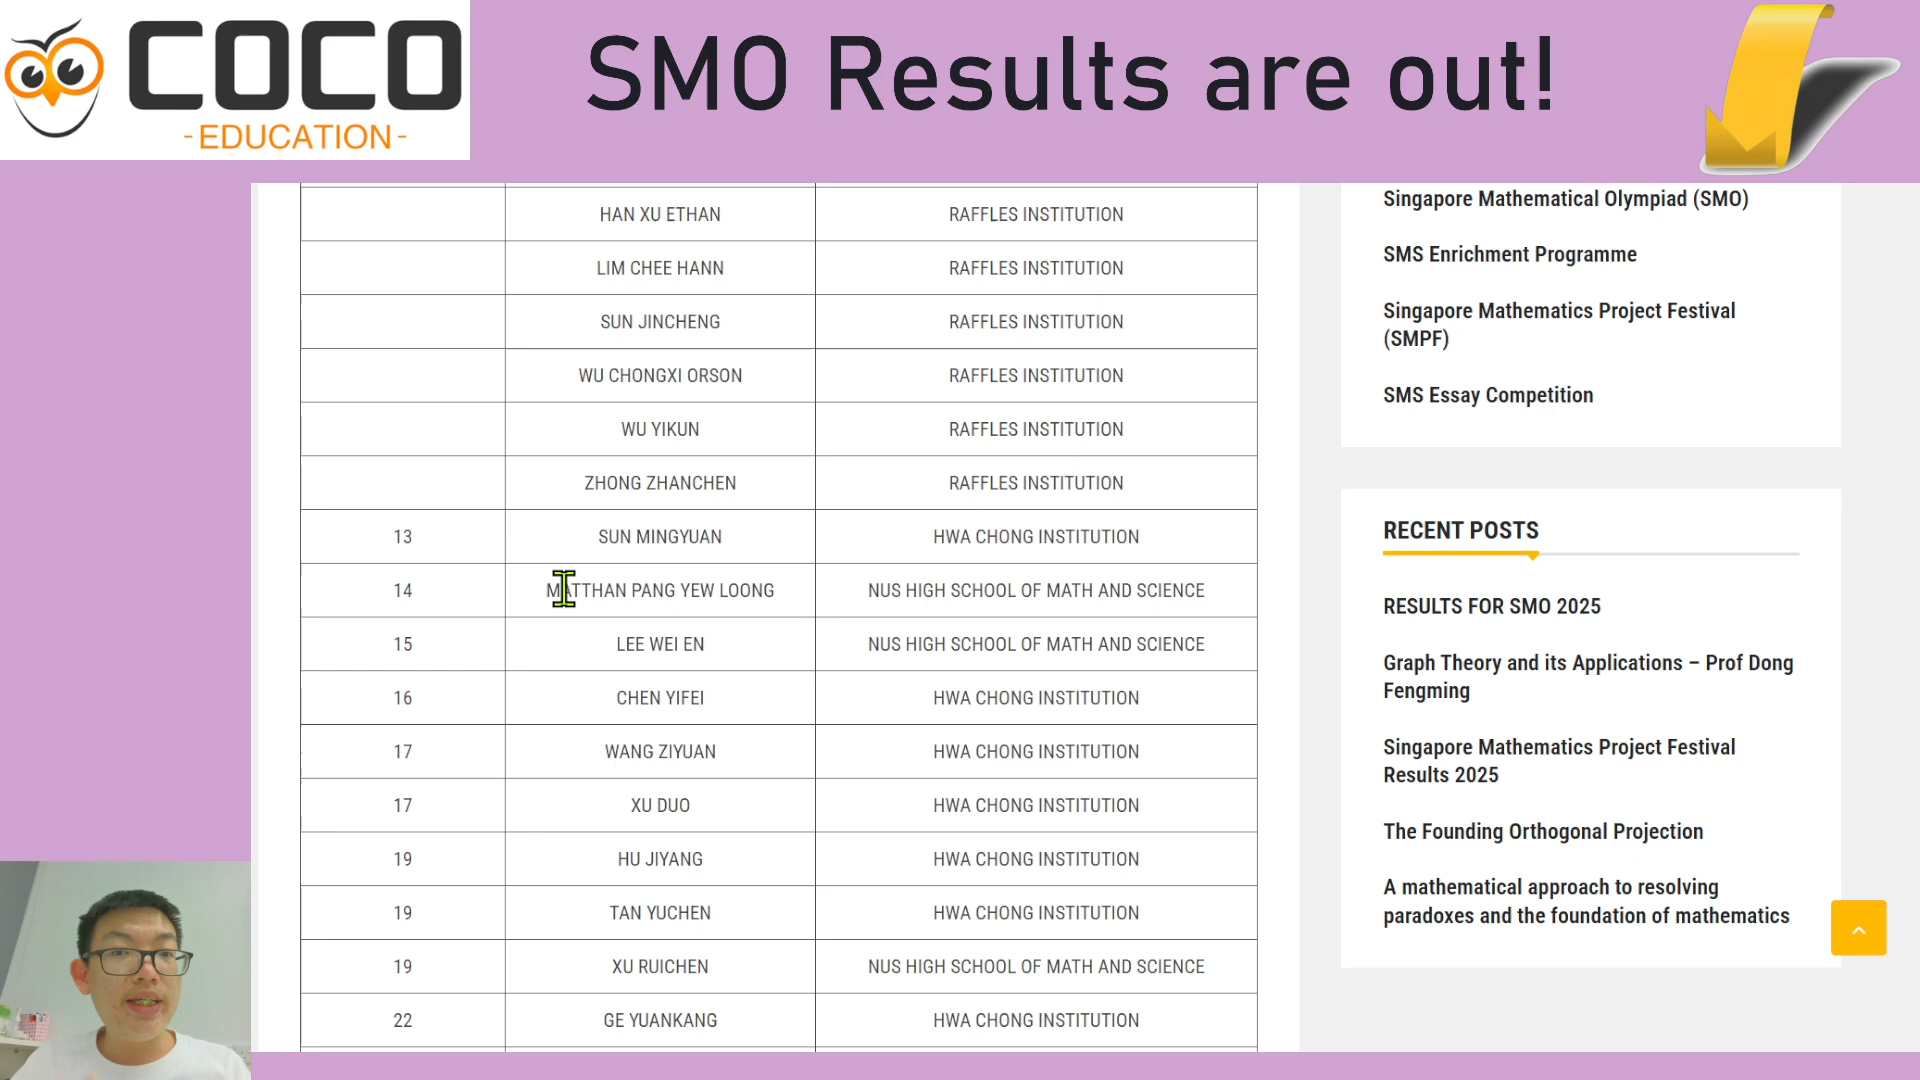 COCO
-EDUCATION-
SMO Results are out!
HAN XU ETHAN RAFFLES INSTITUTION
LIM CHEE HANN RAFFLES INSTITUTION
SUN JINCHENG RAFFLES INSTITUTION
WU CHONGXI ORSON RAFFLES INSTITUTION
WU YIKUN RAFFLES INSTITUTION
ZHONG ZHANCHEN RAFFLES INSTITUTION
13 SUN MINGYUAN HWA CHONG INSTITUTION
14 MATTHAN PANG YEW LOONG NUS HIGH SCHOOL OF MATH AND SCIENCE
15 LEE WEI EN NUS HIGH SCHOOL OF MATH AND SCIENCE
16 CHEN YIFEI HWA CHONG INSTITUTION
17 WANG ZIYUAN HWA CHONG INSTITUTION
17 XU DUO HWA CHONG INSTITUTION
19 HU JIYANG HWA CHONG INSTITUTION
19 TAN YUCHEN HWA CHONG INSTITUTION
19 XU RUICHEN NUS HIGH SCHOOL OF MATH AND SCIENCE
22 GE YUANKANG HWA CHONG INSTITUTION
Singapore Mathematical Olympiad (SMO)
SMS Enrichment Programme
Singapore Mathematics Project Festival
(SMPF)
SMS Essay Competition
RECENT POSTS
RESULTS FOR SMO 2025
Graph Theory and its Applications – Prof Dong
Fengming
Singapore Mathematics Project Festival
Results 2025
The Founding Orthogonal Projection
A mathematical approach to resolving
paradoxes and the foundation of mathematics